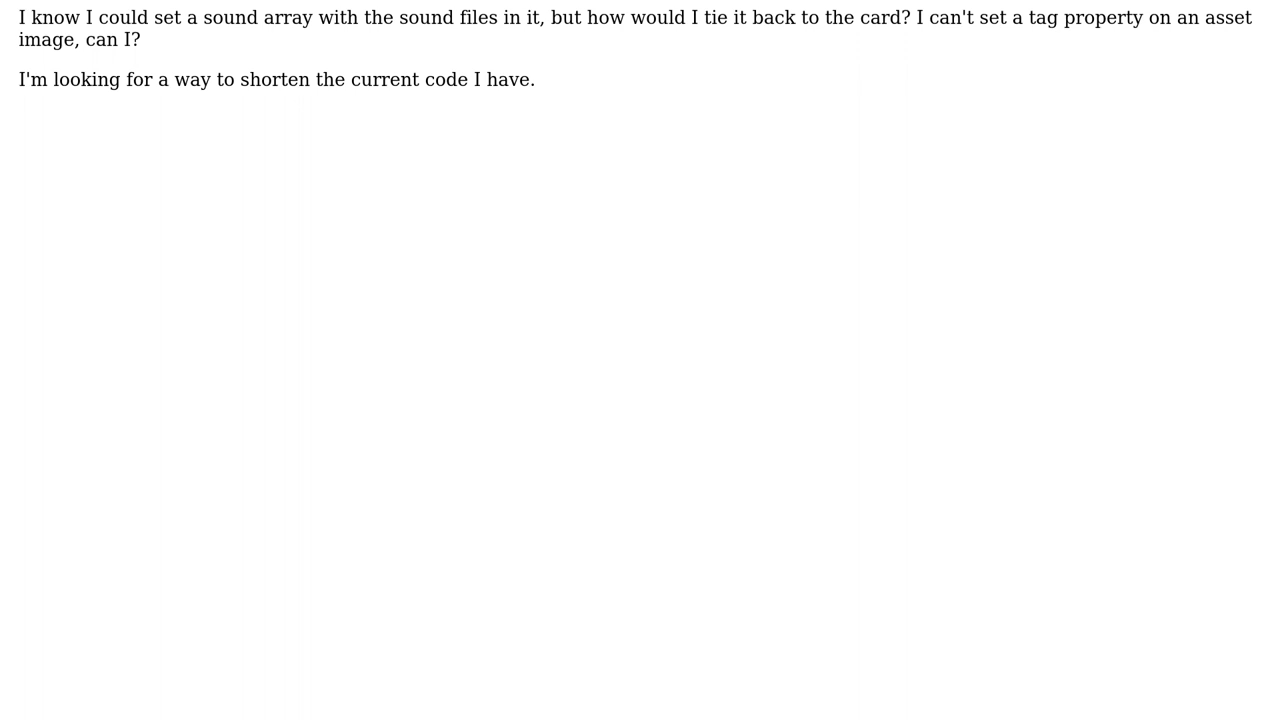 I know I could set a sound array with the sound files in it, but how would I tie it back to the card? I can't set a tag property on an asset
image, can I?
I'm looking for a way to shorten the current code I have.